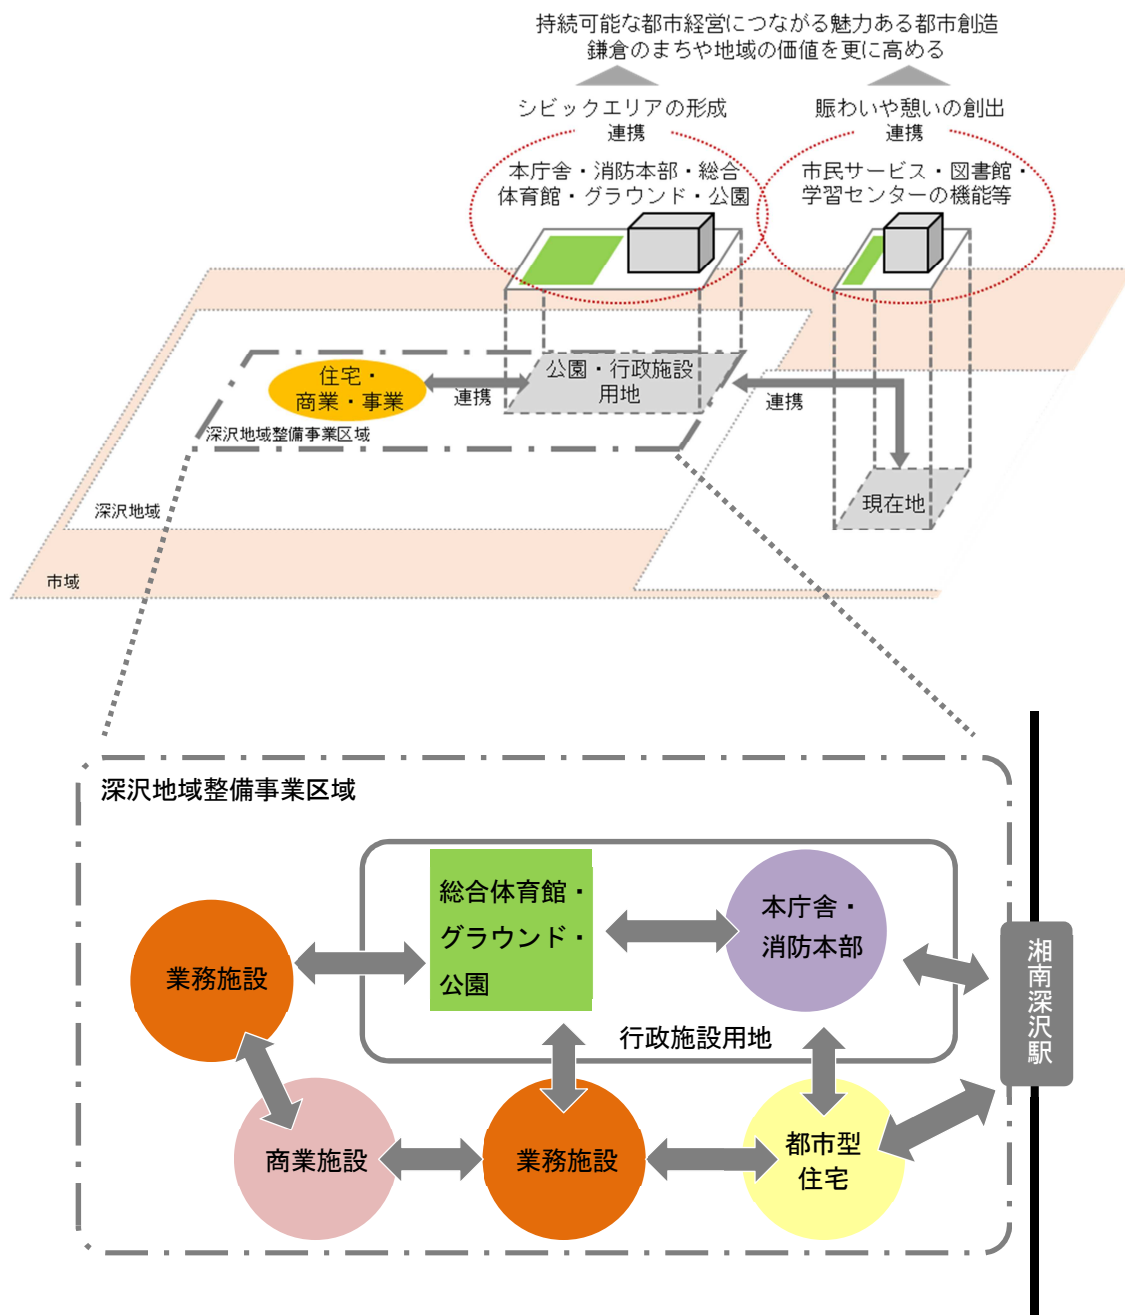 持続可能な都市経営につながる魅力ある都市創造
鎌倉のまちや地域の価値を更に高める
シビックエリアの形成
連携
賑わいや憩いの創出
連携
本庁舎・消防本部・総合
体育館・グラウンド・公園
市民サービス・図書館・
学習センターの機能等
住宅・
商業・事業
連携
公園・行政施設
用地
連携
深沢地域整備事業区域
現在地
深沢地域
市域
深沢地域整備事業区域
総合体育館・
グラウンド・
公園
本庁舎・
消防本部
業務施設
湘南深沢駅
行政施設用地
商業施設
業務施設
都市型
住宅